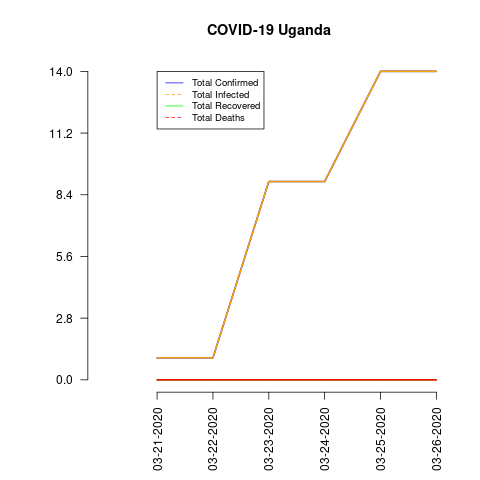 COVID-19 Uganda
14.0
11.2
8.4
5.6
2.8
0.0
Total Confirmed
Total Infected
Total Recovered
Total Deaths
03-21-2020
03-22-2020
03-23-2020
03-24-2020
03-25-2020
03-26-2020